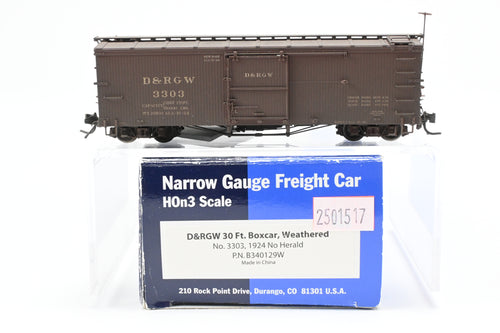 D&RGW
3303
D&RGW
Narrow Gauge Freight Car
HOn3 Scale
2501517
D&RGW 30 Ft. Boxcar, Weathered
No. 3303, 1924 No Herald
P.N. B340129W
Made in China
210 Rock Point Drive, Durango, CO 81301 U.S.A.